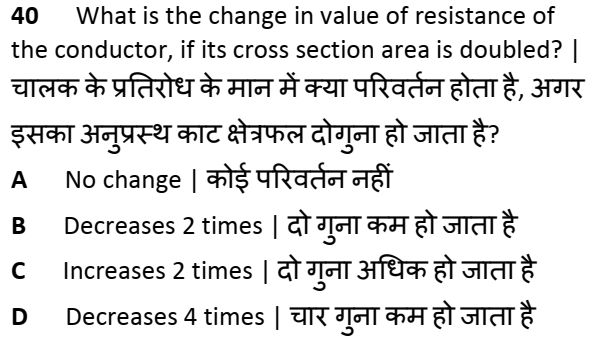 40 What is the change in value of resistance of
the conductor, if its cross section area is doubled? |
चालक के प्रतिरोध के मान में क्या परिवर्तन होता है, अगर
इसका अनुप्रस्थ काट क्षेत्रफल दोगुना हो जाता है?
A No change | कोई परिवर्तन नहीं
B Decreases 2 times | दो गुना कम हो जाता है
C Increases 2 times | दो गुना अधिक हो जाता है
D Decreases 4 times | चार गुना कम हो जाता है